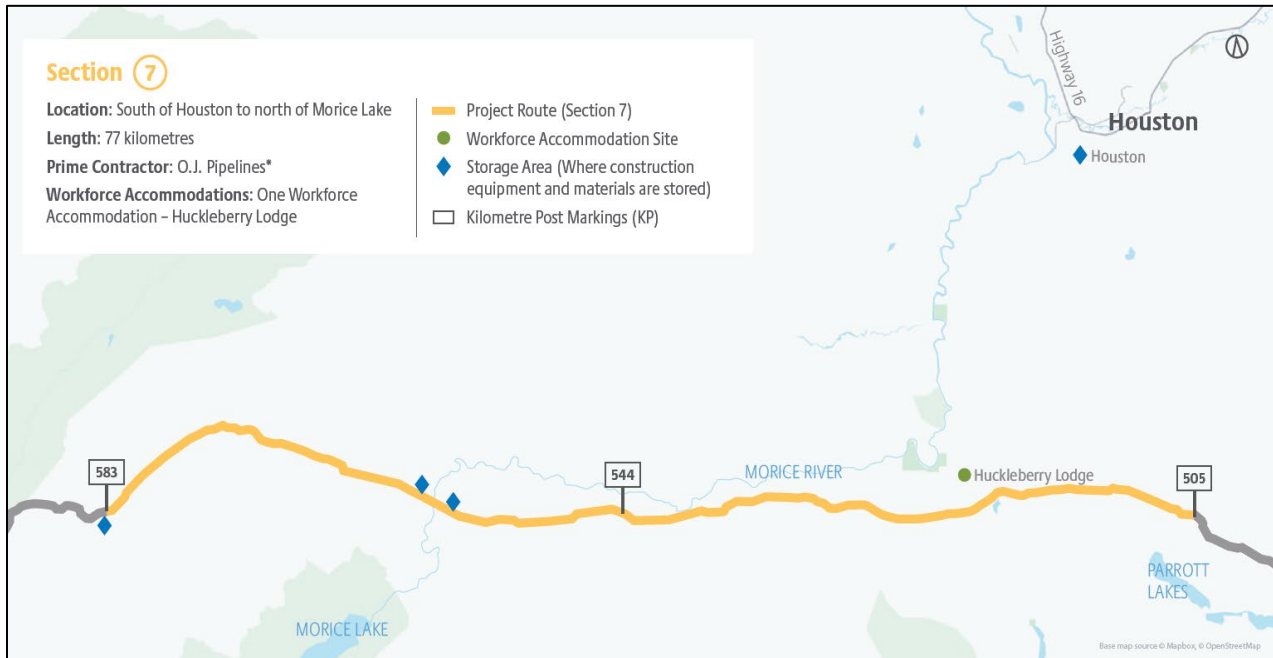 Section 7
Location: South of Houston to north of Morice Lake
Length: 77 kilometres
Prime Contractor: O.J. Pipelines*
Workforce Accommodations: One Workforce
Accommodation – Huckleberry Lodge
Project Route (Section 7)
Workforce Accommodation Site
Storage Area (Where construction
equipment and materials are stored)
Kilometre Post Markings (KP)
Highway 16
Houston
Houston
583
544
MORICE RIVER
Huckleberry Lodge
505
PARROTT
LAKES
MORICE LAKE
Base map source © Mapbox, © OpenStreetMap